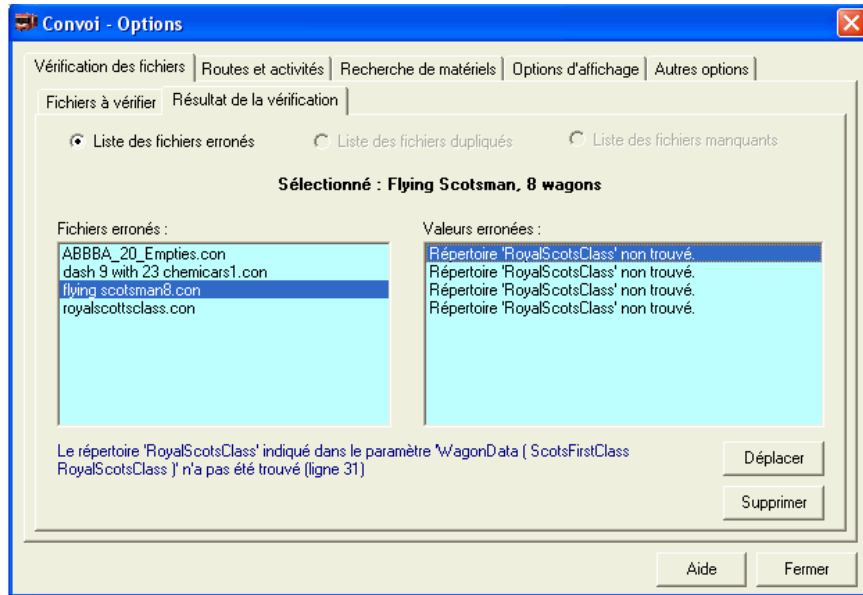 Convoi - Options
Vérification des fichiers
Routes et activités
Recherche de matériels
Options d'affichage
Autres options
Fichiers à vérifier
Résultat de la vérification
Liste des fichiers erronés
Liste des fichiers dupliqués
Liste des fichiers manquants
Sélectionné : Flying Scotsman, 8 wagons
Fichiers erronés :
ABBBA_20_Empties.con
dash 9 with 23 chemicars1.con
flying scotsman8.con
royalscottsclass.con
Valeurs erronées :
Répertoire 'RoyalScotsClass' non trouvé.
Répertoire 'RoyalScotsClass' non trouvé.
Répertoire 'RoyalScotsClass' non trouvé.
Répertoire 'RoyalScotsClass' non trouvé.
Le répertoire 'RoyalScotsClass' indiqué dans le paramètre 'WagonData ( ScotsFirstClass
RoyalScotsClass )' n'a pas été trouvé (ligne 31)
Déplacer
Supprimer
Aide
Fermer